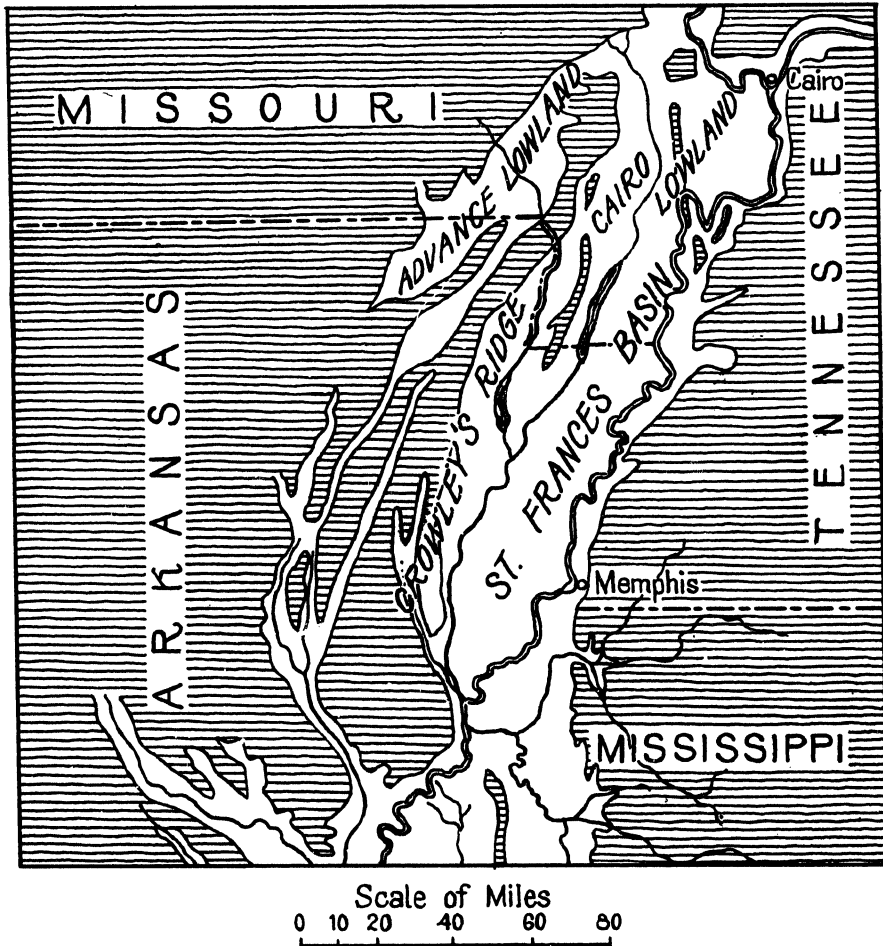 MISSOURI
Cairo
ADVANCE LOWLAND
CAIRO
LOWLAND
TENNESSEE
ARKANSAS
CROWLEY'S RIDGE
ST. FRANCES BASIN
Memphis
MISSISSIPPI
Scale of Miles
0 10 20 40 60 80